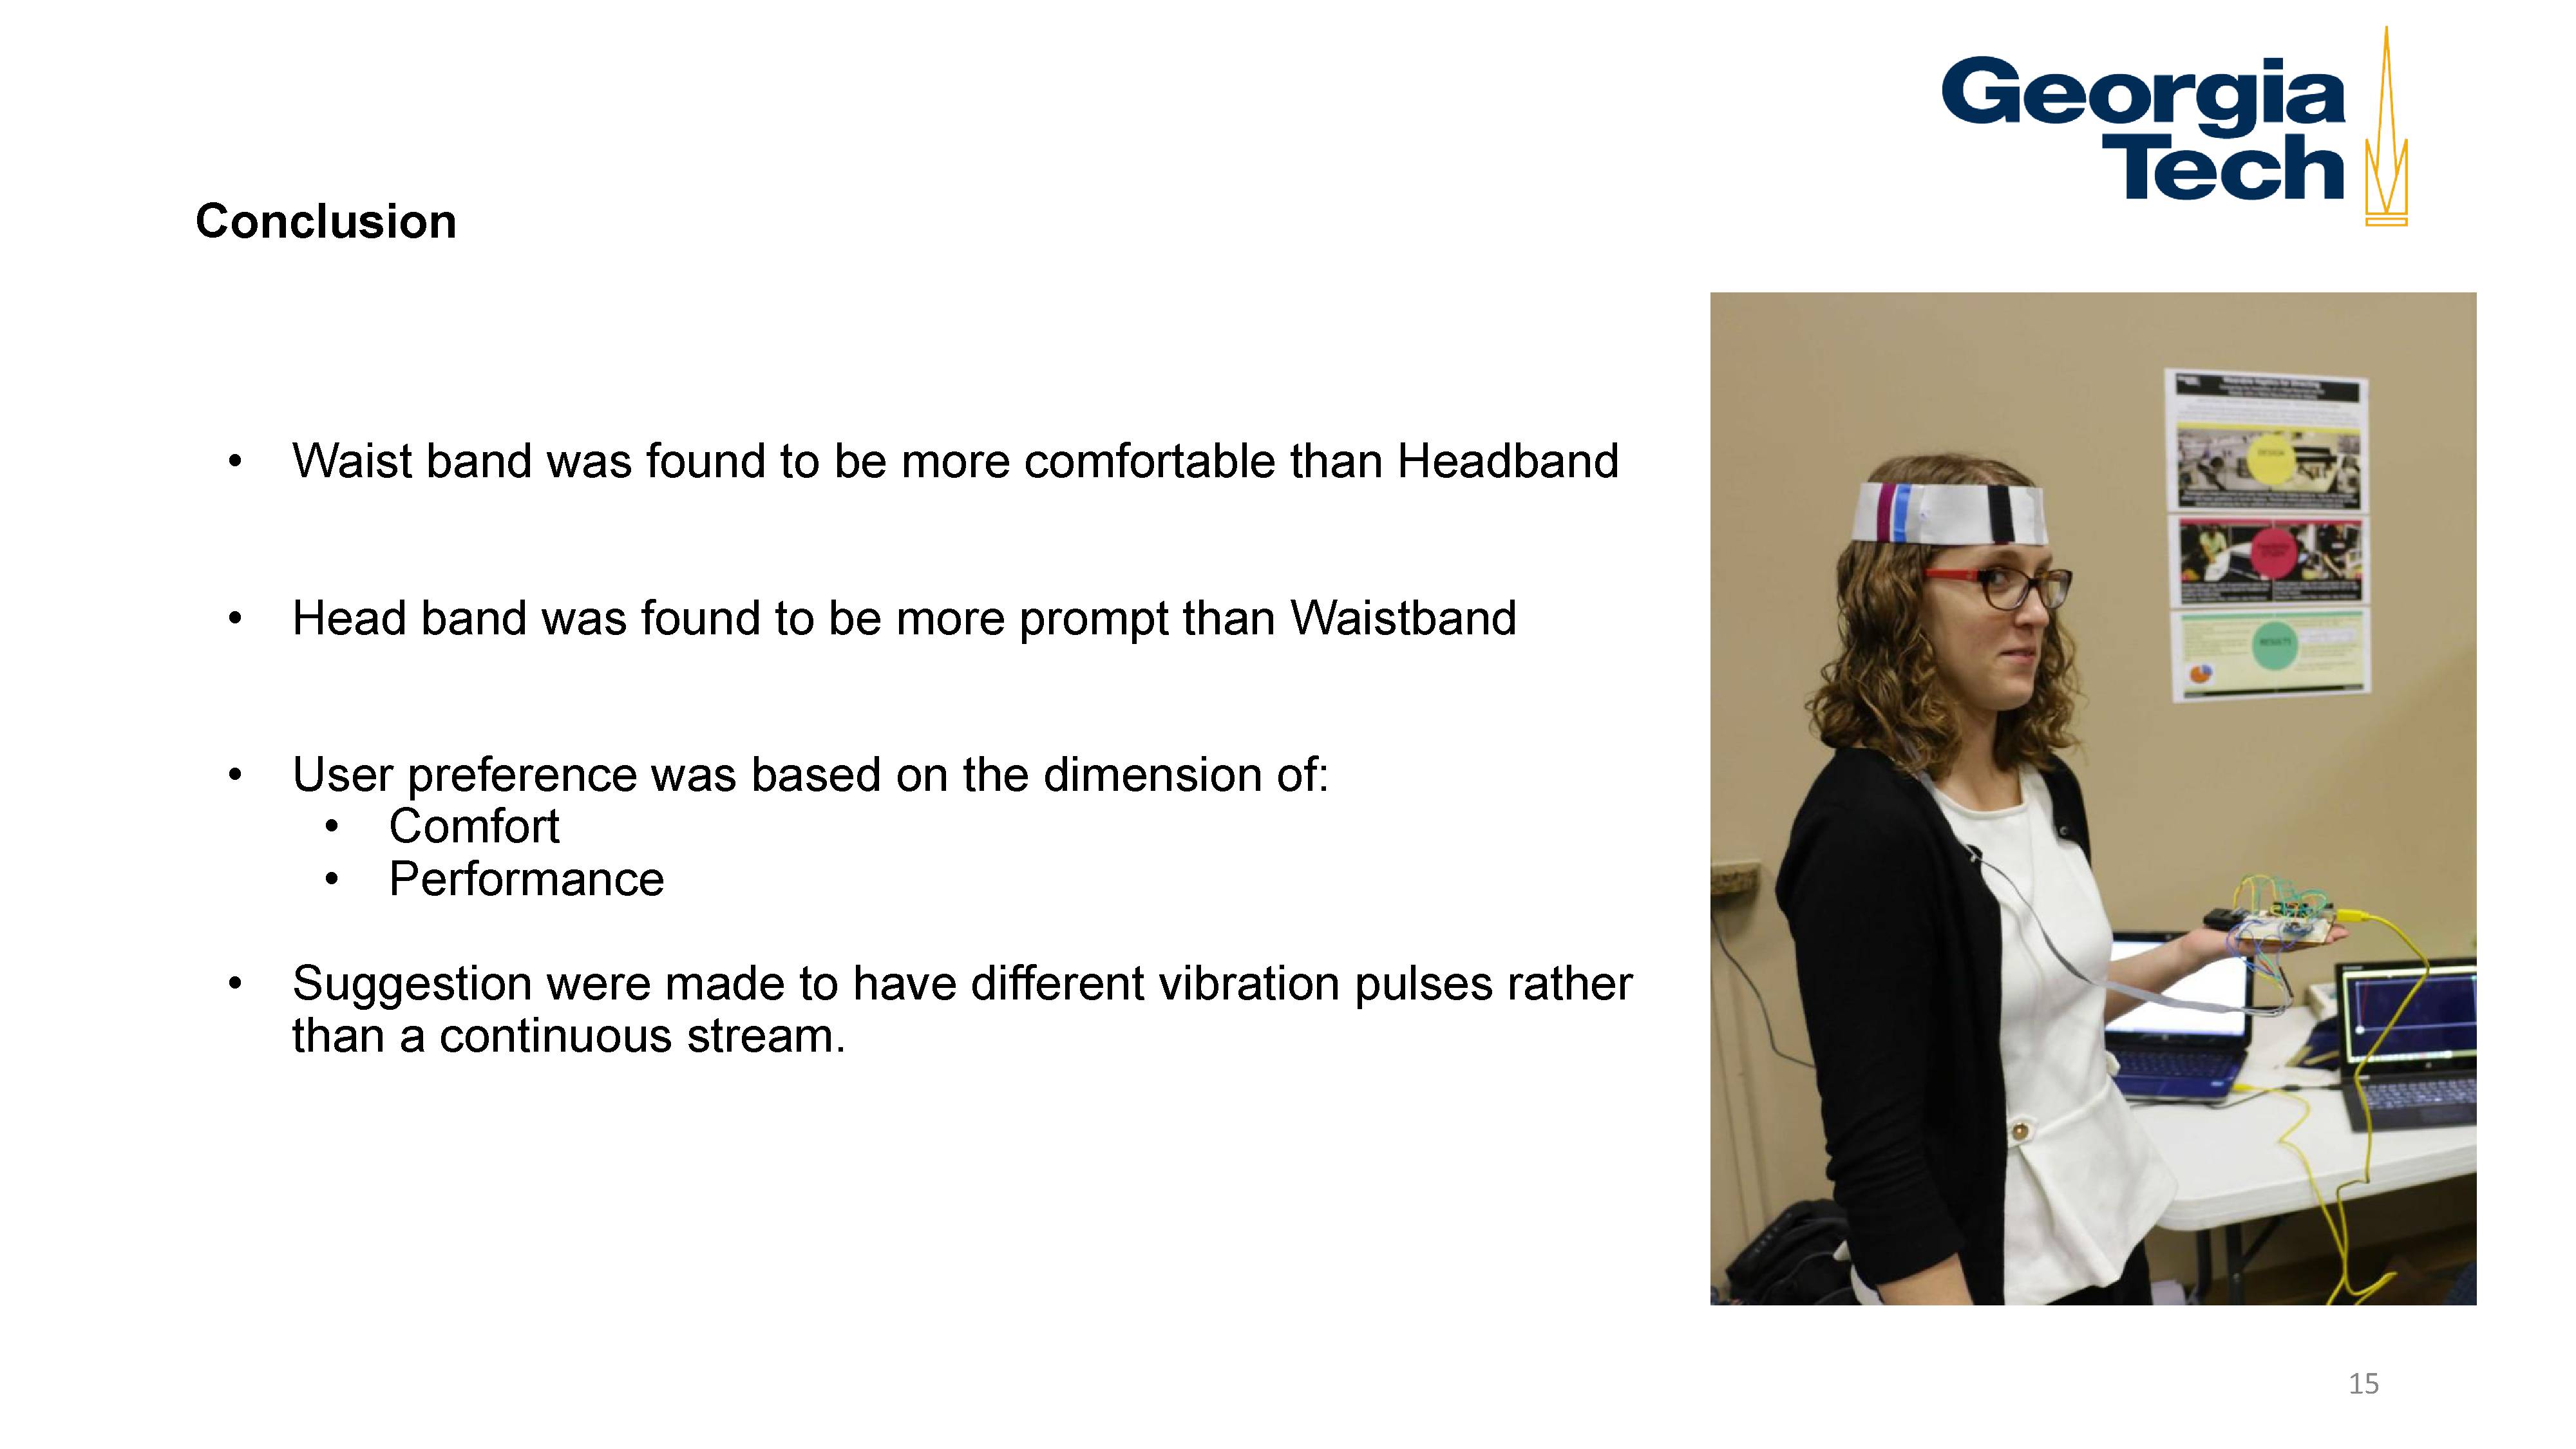 Georgia
Tech
Conclusion
• Waist band was found to be more comfortable than Headband
• Head band was found to be more prompt than Waistband
• User preference was based on the dimension of:
• Comfort
• Performance
• Suggestion were made to have different vibration pulses rather
than a continuous stream.
DESIGN
RESULTS
15